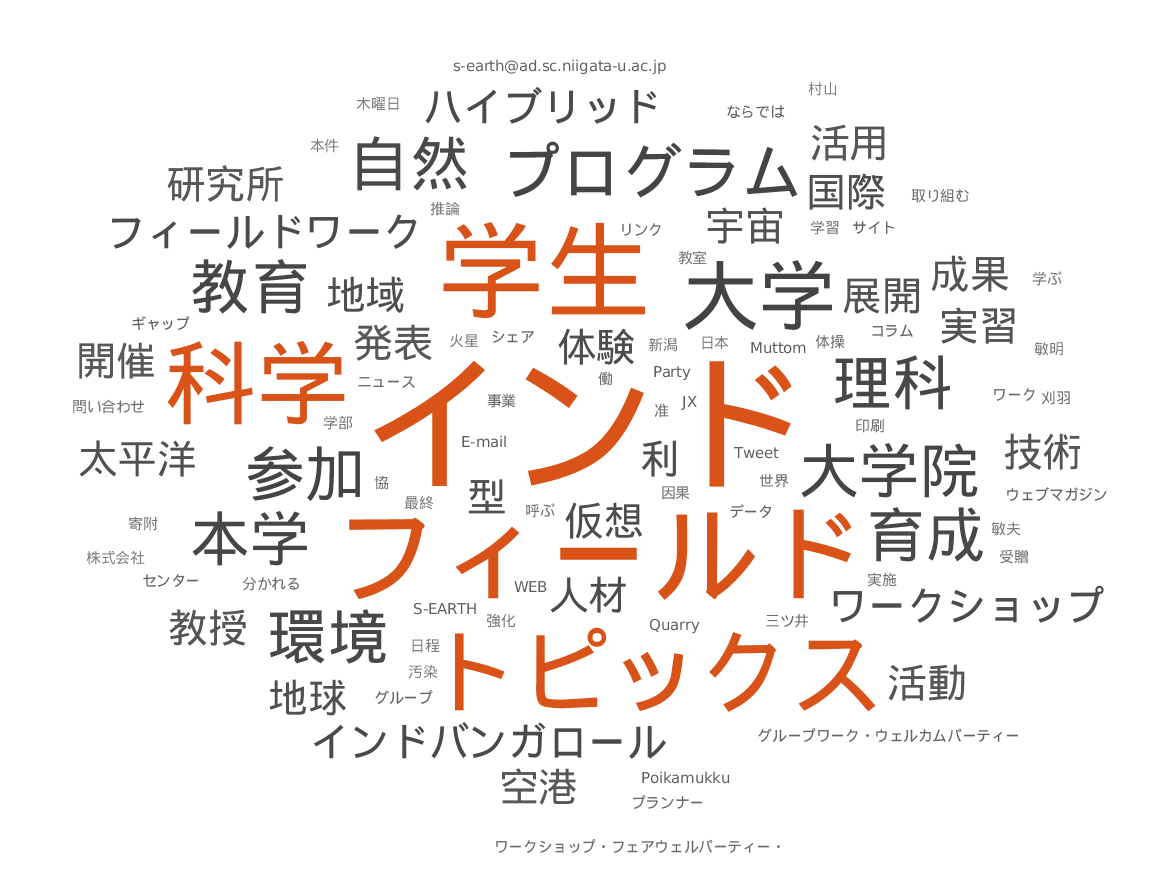 s-earth@ad.sc.niigata-u.ac.jp
村山
木曜日
ハイブリッド
ならでは
本件
自然
プログラム
活用
研究所
国際
取り組む
推論
フィールドワーク
学生
リンク
宇宙
学習
サイト
教室
教育
地域
大学
展開
成果
学ぶ
ギャップ
発表
火星
シェア
体験
新潟
日本
Muttom
体操
コラム
実習
敏明
開催
科学
ニュース
インド
働
Party
理科
ワーク
刈羽
問い合わせ
学部
事業
准
JX
印刷
太平洋
参加
E-mail
利
Tweet
大学院
技術
協
最終
型
呼ぶ
因果
世界
ウェブマガジン
寄附
本学
仮想
データ
育成
敏夫
株式会社
フィールド
受贈
センター
分かれる
WEB
人材
実施
ワークショップ
教授
環境
S-EARTH
強化
Quarry
三ツ井
日程
汚染
トピックス
活動
地球
グループ
インドバンガロール
グループワーク・ウェルカムパーティー
空港
Poikamukku
プランナー
ワークショップ・フェアウェルパーティー・